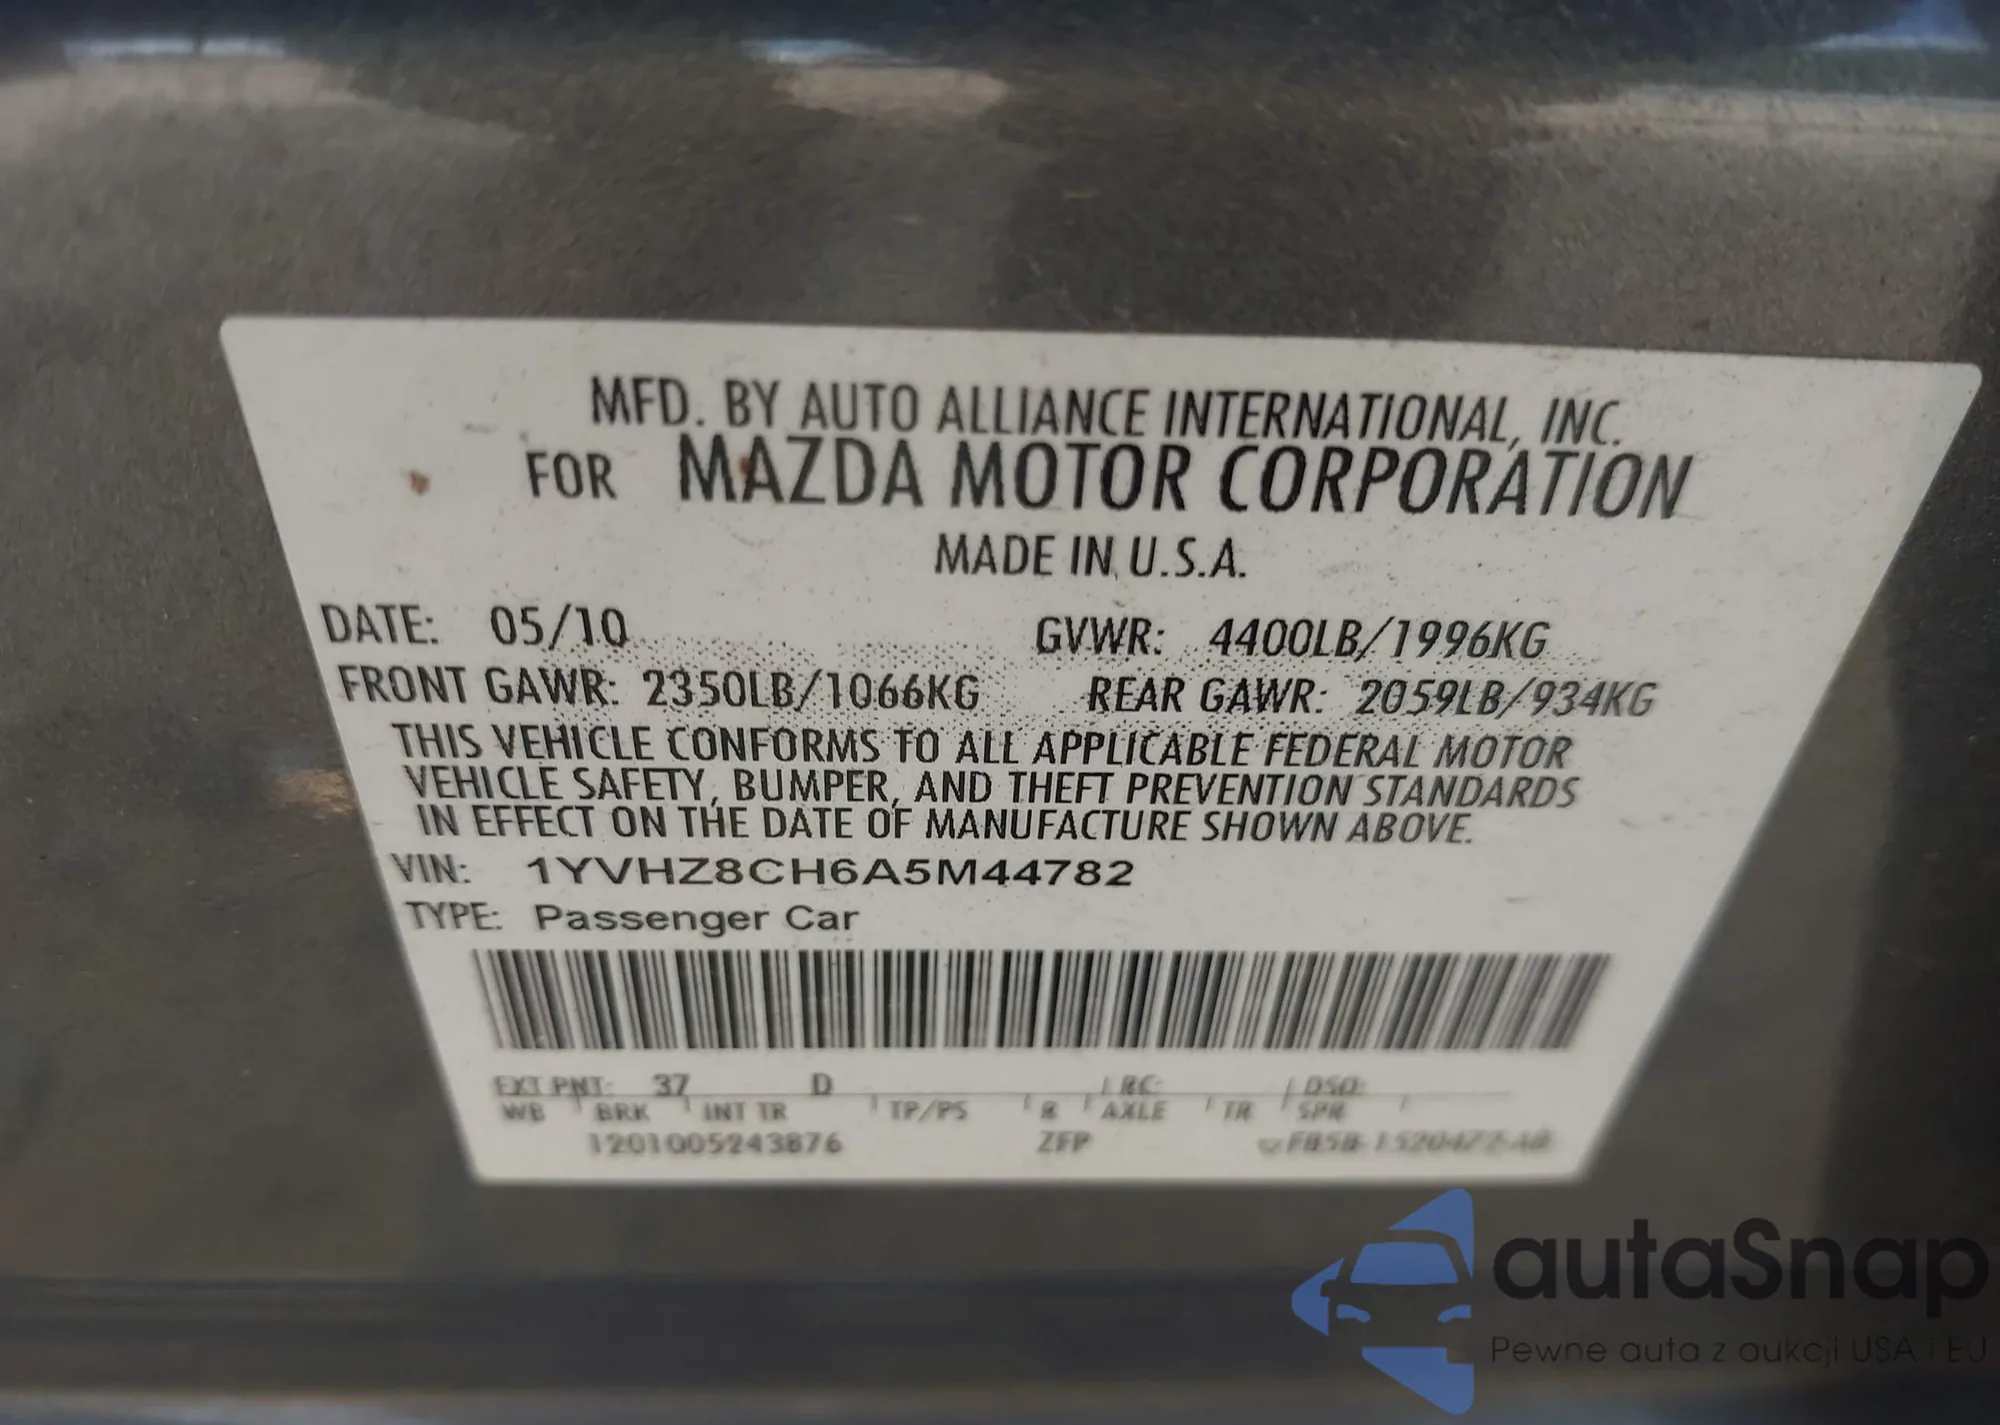 MFD. BY AUTO ALLIANCE INTERNATIONAL, INC.
FOR MAZDA MOTOR CORPORATION
MADE IN U.S.A.
DATE: 05/10 GVWR: 4400LB/1996KG
FRONT GAWR: 2350LB/1066KG REAR GAWR: 2059LB/934KG
THIS VEHICLE CONFORMS TO ALL APPLICABLE FEDERAL MOTOR
VEHICLE SAFETY, BUMPER, AND THEFT PREVENTION STANDARDS
IN EFFECT ON THE DATE OF MANUFACTURE SHOWN ABOVE.
VIN: 1YVHZ8CH6A5M44782
TYPE: Passenger Car
EXT PNT: 37 D RC: DSO:
WB BRK INT TR TP/PS R AXLE TR SPR
1201005243876 ZFP
autaSnap
Pewne auta z aukcji USA i EU